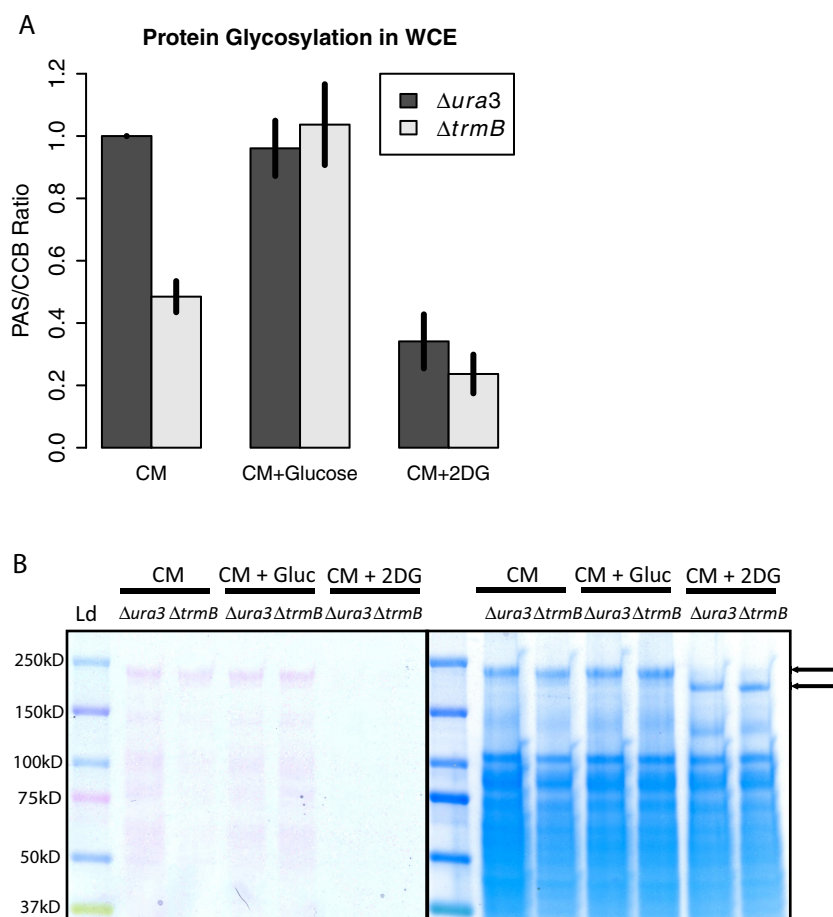 A
Protein Glycosylation in WCE
PAS/CCB Ratio
1.2
1.0
0.8
0.6
0.4
0.2
0.0
Δura3
ΔtrmB
CM
CM+Glucose
CM+2DG
B
CM CM + Gluc CM + 2DG CM CM + Gluc CM + 2DG
Ld Δura3 ΔtrmB Δura3 ΔtrmB Δura3 ΔtrmB Δura3 ΔtrmB Δura3 ΔtrmB Δura3 ΔtrmB
250kD
150kD
100kD
75kD
50kD
37kD